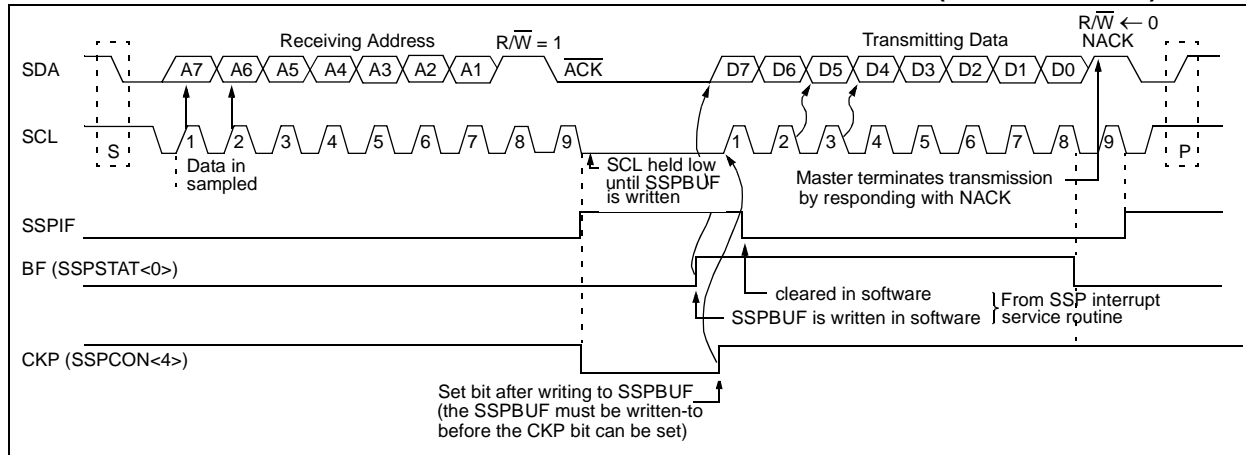 R/W ← 0
Receiving Address R/W = 1 Transmitting Data NACK
SDA A7 A6 A5 A4 A3 A2 A1 ACK D7 D6 D5 D4 D3 D2 D1 D0
SCL S 1 2 3 4 5 6 7 8 9 1 2 3 4 5 6 7 8 9 P
Data in
sampled
SCL held low
until SSPBUF
is written
Master terminates transmission
by responding with NACK
SSPIF
BF (SSPSTAT<0>)
cleared in software
SSPBUF is written in software
From SSP interrupt
service routine
CKP (SSPCON<4>)
Set bit after writing to SSPBUF
(the SSPBUF must be written-to
before the CKP bit can be set)